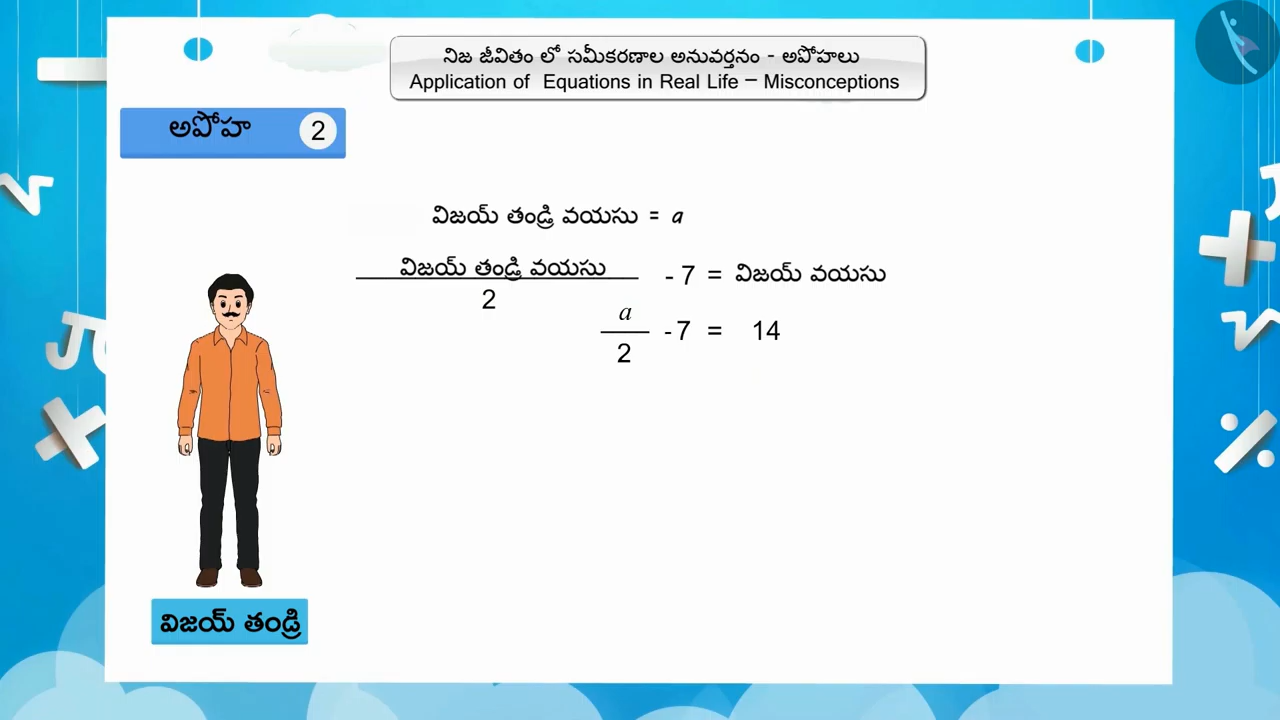 నిజ జీవితం లో సమీకరణాల అనువర్తనం - అపోహలు
Application of Equations in Real Life – Misconceptions
అపోహ 2
విజయ్ తండ్రి వయసు = a
విజయ్ తండ్రి వయసు
2
- 7 = విజయ్ వయసు
a
2
- 7 = 14
విజయ్ తండ్రి